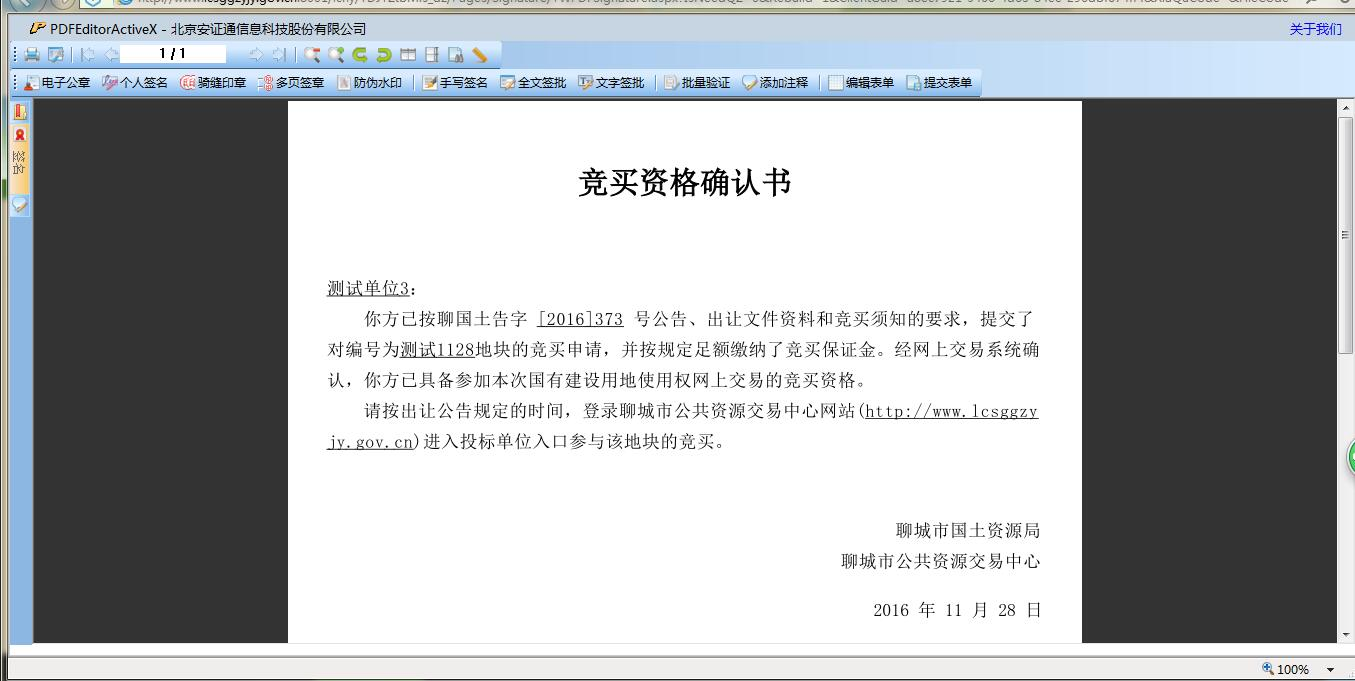 PDFEditorActiveX - 北京安证通信息科技股份有限公司
关于我们
1 / 1
电子公章 个人签名 骑缝印章 多页签章 防伪水印 手写签名 全文签批 文字签批 批量验证 添加注释 编辑表单 提交表单
签名
竞买资格确认书
测试单位3:
你方已按聊国土告字 [2016]373 号公告、出让文件资料和竞买须知的要求，提交了
对编号为测试1128地块的竞买申请，并按规定足额缴纳了竞买保证金。经网上交易系统确
认，你方已具备参加本次国有建设用地使用权网上交易的竞买资格。
请按出让公告规定的时间，登录聊城市公共资源交易中心网站(http://www.lcsggzy
jy.gov.cn)进入投标单位入口参与该地块的竞买。
聊城市国土资源局
聊城市公共资源交易中心
2016 年 11 月 28 日
100%